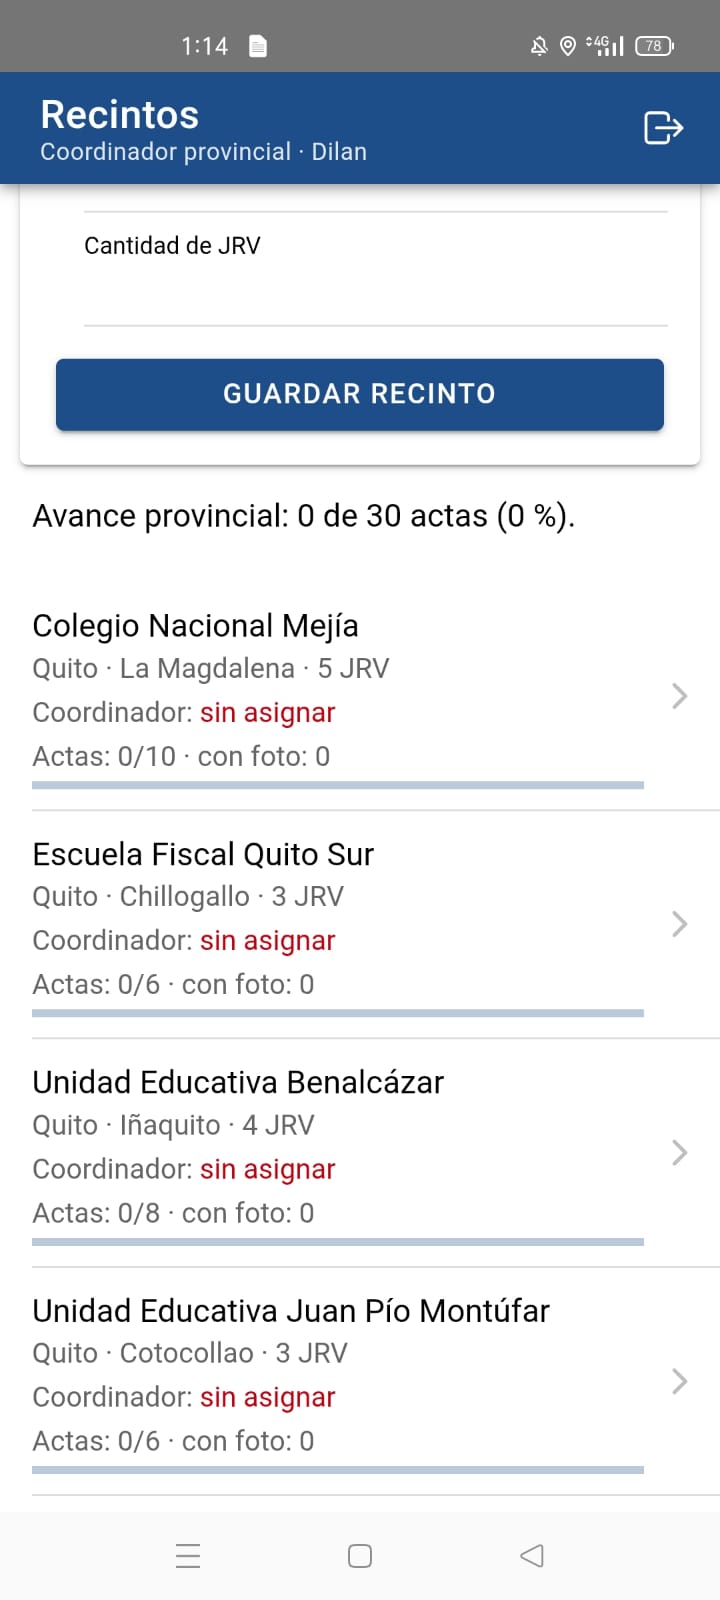 1:14
4G
78
Recintos
Coordinador provincial · Dilan
Cantidad de JRV
GUARDAR RECINTO
Avance provincial: 0 de 30 actas (0 %).
Colegio Nacional Mejía
Quito · La Magdalena · 5 JRV
Coordinador: sin asignar
Actas: 0/10 · con foto: 0
Escuela Fiscal Quito Sur
Quito · Chillogallo · 3 JRV
Coordinador: sin asignar
Actas: 0/6 · con foto: 0
Unidad Educativa Benalcázar
Quito · Iñaquito · 4 JRV
Coordinador: sin asignar
Actas: 0/8 · con foto: 0
Unidad Educativa Juan Pío Montúfar
Quito · Cotocollao · 3 JRV
Coordinador: sin asignar
Actas: 0/6 · con foto: 0